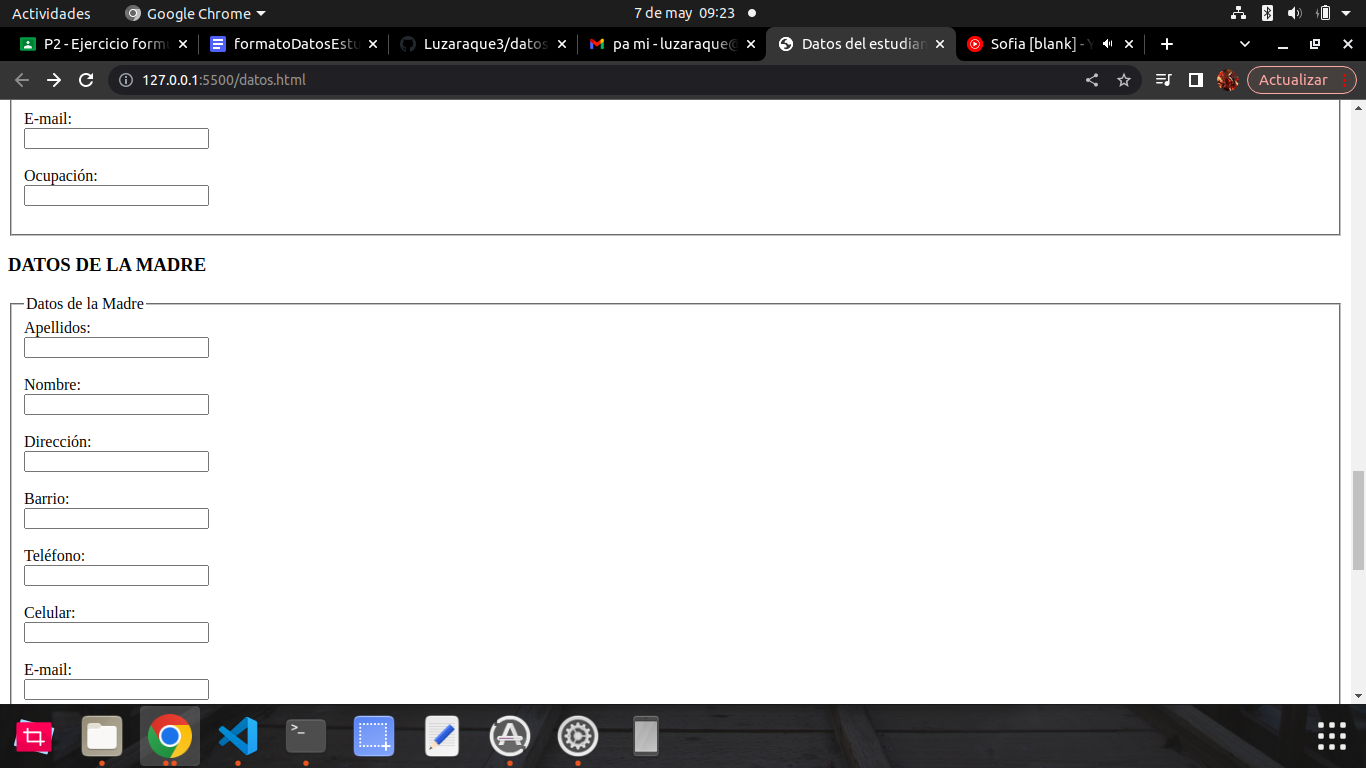 Actividades Google Chrome 7 de may 09:23
P2 - Ejercicio form formatoDatosEstu Luzaraque3/datos pa mi - luzaraque@ Datos del estudian Sofia [blank] - Y
127.0.0.1:5500/datos.html Actualizar
E-mail:
Ocupación:
DATOS DE LA MADRE
Datos de la Madre
Apellidos:
Nombre:
Dirección:
Barrio:
Teléfono:
Celular:
E-mail: